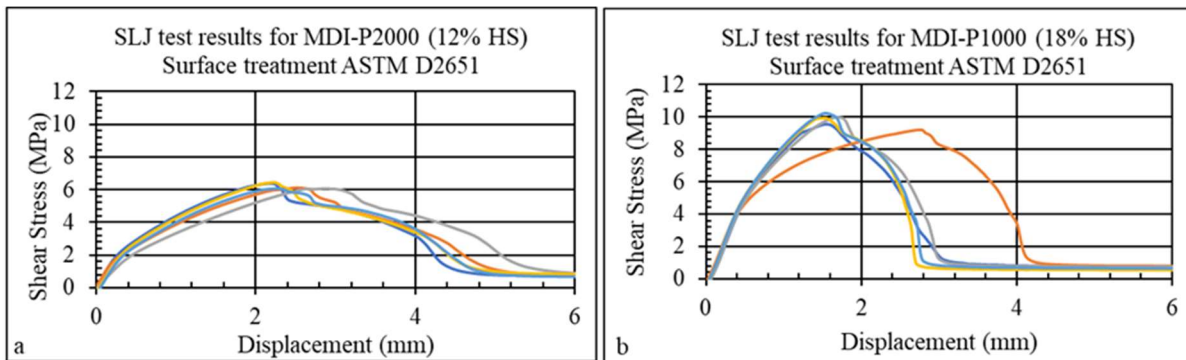 SLJ test results for MDI-P2000 (12% HS)
Surface treatment ASTM D2651
Shear Stress (MPa)
12
10
8
6
4
2
0
0
2
4
6
Displacement (mm)
a
SLJ test results for MDI-P1000 (18% HS)
Surface treatment ASTM D2651
Shear Stress (MPa)
12
10
8
6
4
2
0
0
2
4
6
Displacement (mm)
b